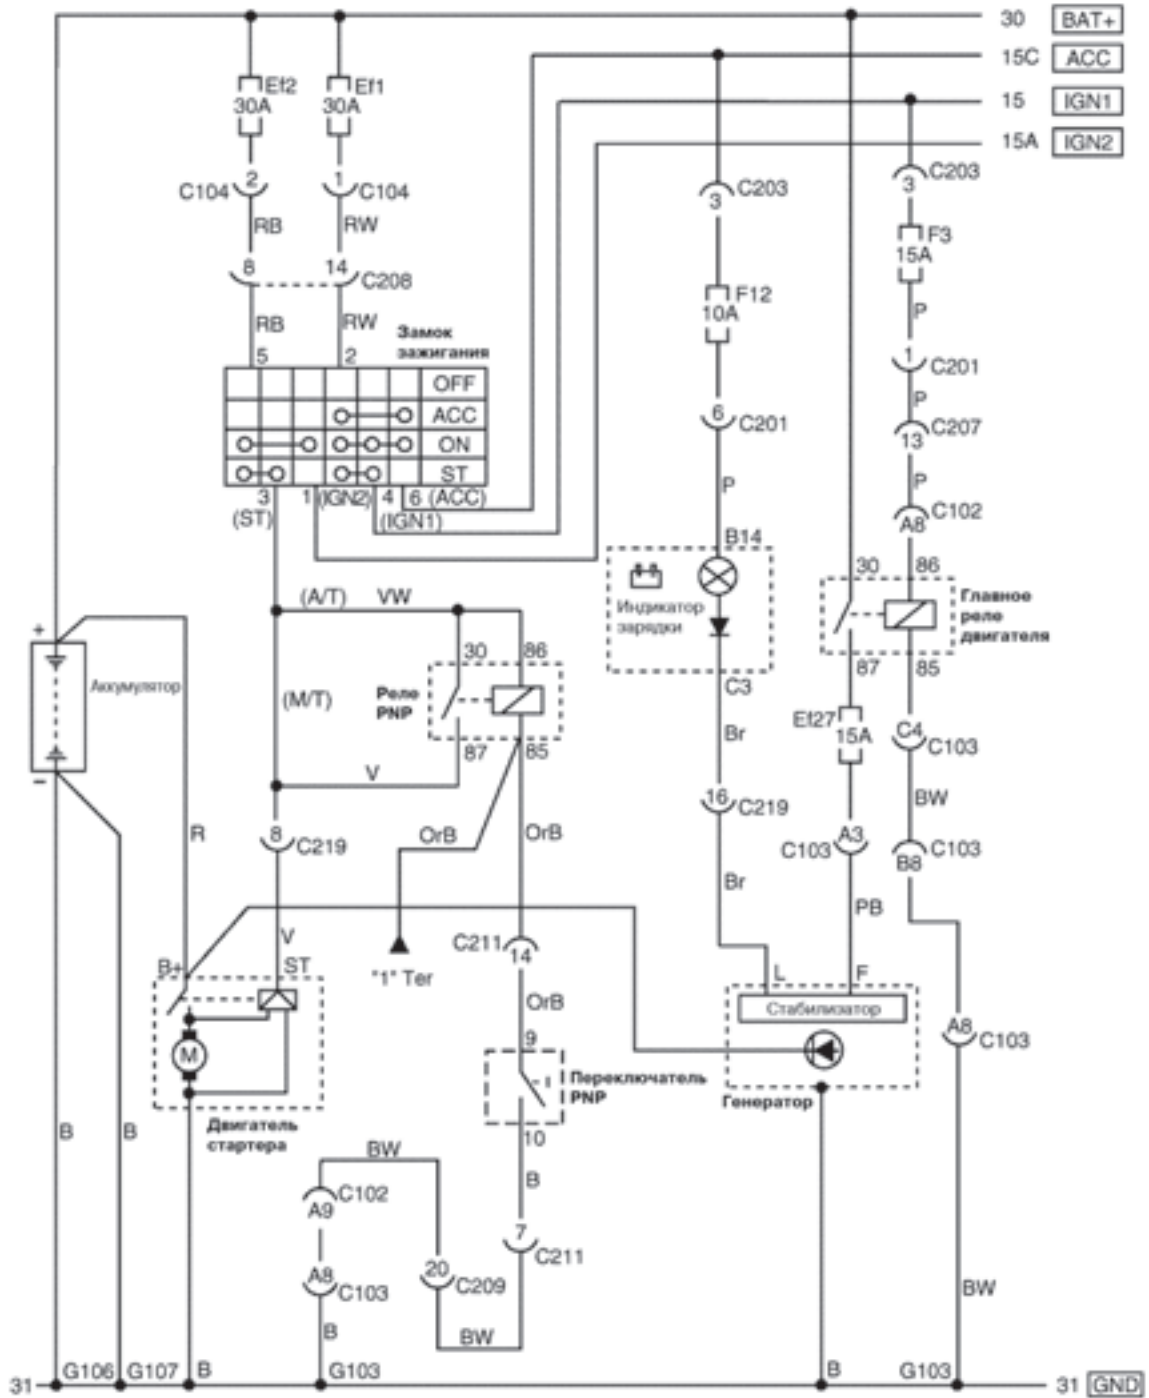 30 BAT+
15C ACC
15 IGN1
15A IGN2
Ef2 Ef1
30A 30A
2 1
C104 C104
C203 C203
3 3
RB RW
F3
15A
8 14 C208
F12
10A
P
RB RW
Замок
зажигания
5 2
1 C201
OFF
ACC
ON
ST
P
6 C201
C207
13
P
P
3 1 (IGN2) 4 6 (ACC)
(ST) (IGN1)
C102
A8
B14
30 86
(A/T) VW
Индикатор
зарядки
Главное
реле
двигателя
+
30 86
87 85
Аккумулятор
(M/T)
Реле
PNP
C3
Ef27
15A
C4
C103
Br
87 85
–
V
16 C219
BW
R
8 C219
OrB OrB
A3
C103
C103
B8
Br
PB
V
C211
14
B+ ST
"1" Ter
L F
OrB
Стабилизатор
A8
C103
M
9
Переключатель
PNP
Генератор
Двигатель
стартера
10
B B
BW
B
C102
A9
7
C211
A8
C103
20
C209
BW
B
BW
31 G106 G107 B G103 B G103 31 GND